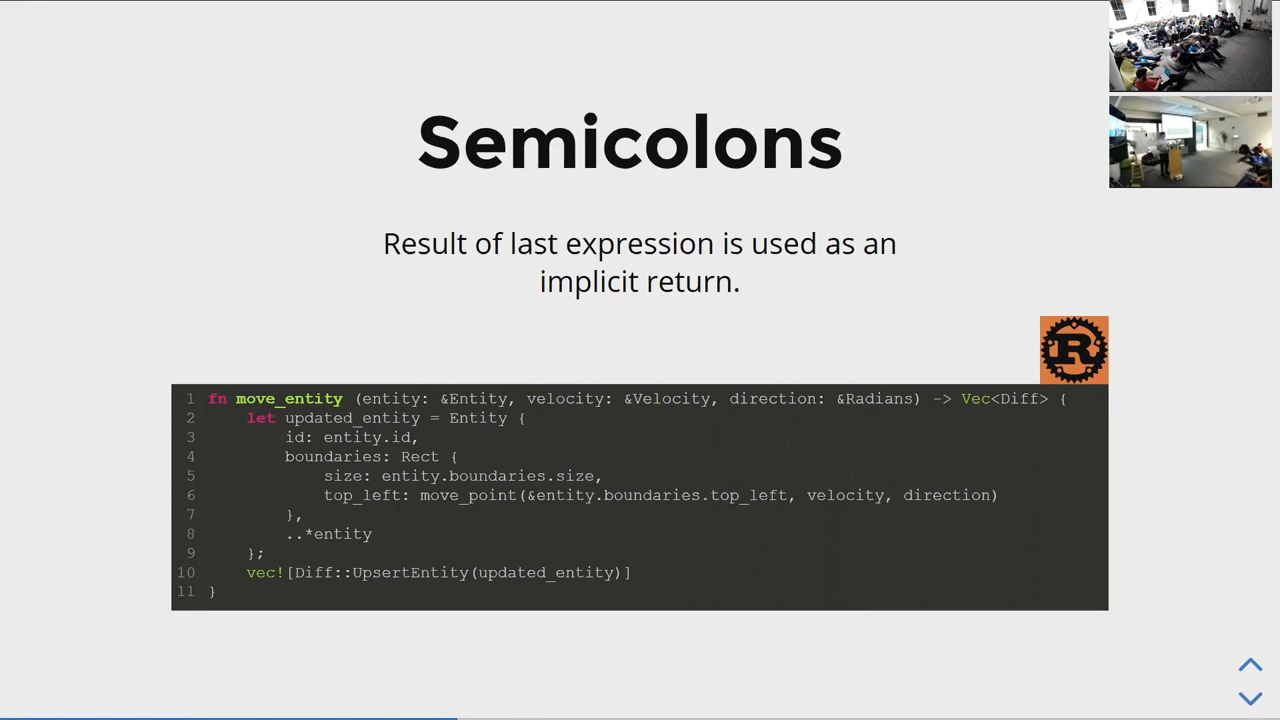 Semicolons
Result of last expression is used as an
implicit return.
R
1 fn move_entity (entity: &Entity, velocity: &Velocity, direction: &Radians) -> Vec<Diff> {
2     let updated_entity = Entity {
3         id: entity.id,
4         boundaries: Rect {
5             size: entity.boundaries.size,
6             top_left: move_point(&entity.boundaries.top_left, velocity, direction)
7         },
8         ..*entity
9     };
10     vec![Diff::UpsertEntity(updated_entity)]
11 }